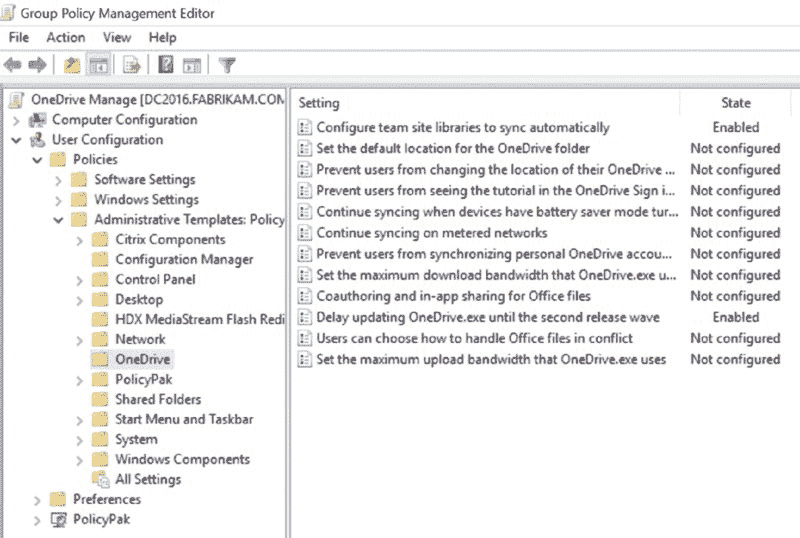 Group Policy Management Editor
File Action View Help
OneDrive Manage [DC2016.FABRIKAM.COM
Computer Configuration
User Configuration
Policies
Software Settings
Windows Settings
Administrative Templates: Policy
Citrix Components
Configuration Manager
Control Panel
Desktop
HDX MediaStream Flash Redi
Network
OneDrive
PolicyPak
Shared Folders
Start Menu and Taskbar
System
Windows Components
All Settings
Preferences
PolicyPak
Setting State
Configure team site libraries to sync automatically Enabled
Set the default location for the OneDrive folder Not configured
Prevent users from changing the location of their OneDrive ... Not configured
Prevent users from seeing the tutorial in the OneDrive Sign i... Not configured
Continue syncing when devices have battery saver mode tur... Not configured
Continue syncing on metered networks Not configured
Prevent users from synchronizing personal OneDrive accou... Not configured
Set the maximum download bandwidth that OneDrive.exe u... Not configured
Coauthoring and in-app sharing for Office files Not configured
Delay updating OneDrive.exe until the second release wave Enabled
Users can choose how to handle Office files in conflict Not configured
Set the maximum upload bandwidth that OneDrive.exe uses Not configured